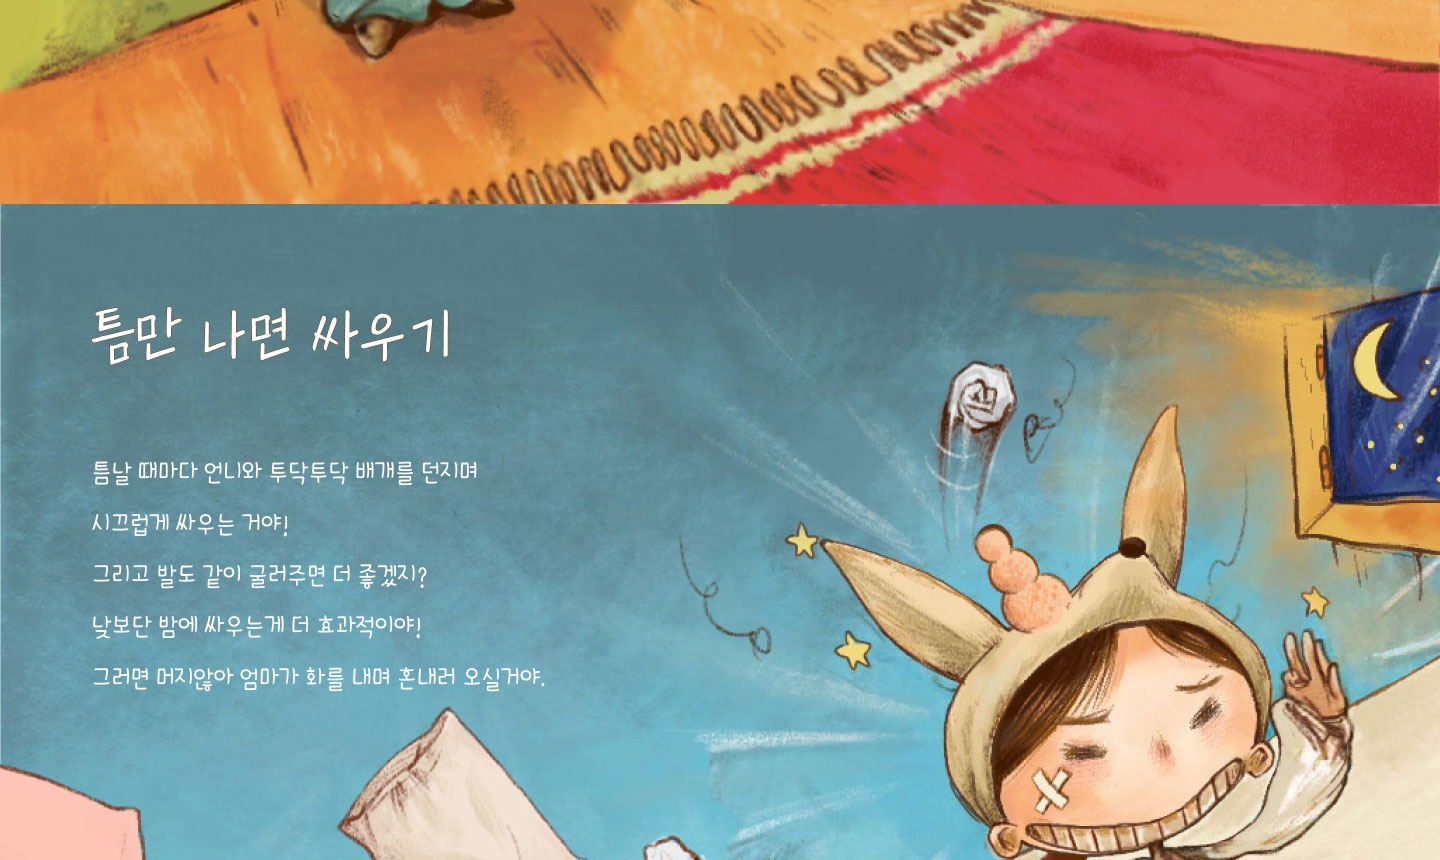 틈만 나면 싸우기
틈날 때마다 언니와 투닥투닥 배개를 던지며
시끄럽게 싸우는 거야!
그리고 발도 같이 굴러주면 더 좋겠지?
낮보단 밤에 싸우는게 더 효과적이야!
그러면 머지않아 엄마가 화를 내며 혼내러 오실거야.